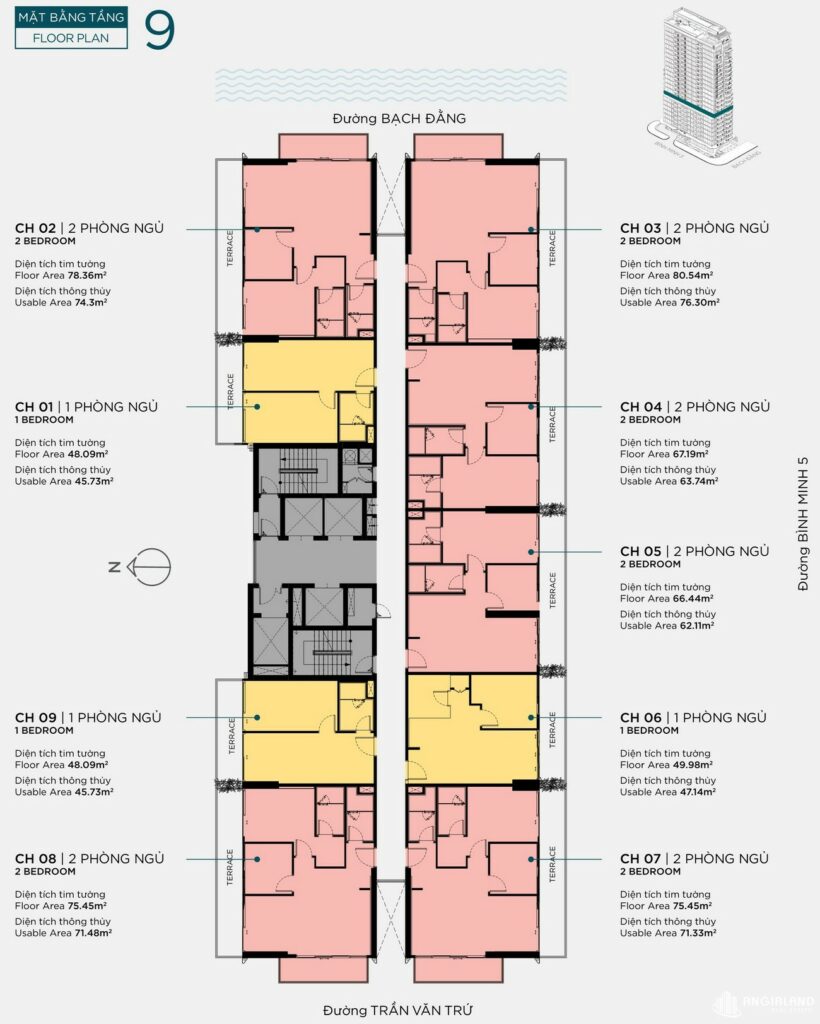 MẶT BẰNG TẦNG
FLOOR PLAN
9
BÌNH MINH 5
BẠCH ĐẰNG
Đường BẠCH ĐẰNG
CH 02 | 2 PHÒNG NGỦ
2 BEDROOM
Diện tích tim tường
Floor Area 78.36m²
Diện tích thông thủy
Usable Area 74.3m²
TERRACE
CH 03 | 2 PHÒNG NGỦ
2 BEDROOM
Diện tích tim tường
Floor Area 80.54m²
Diện tích thông thủy
Usable Area 76.30m²
TERRACE
CH 01 | 1 PHÒNG NGỦ
1 BEDROOM
Diện tích tim tường
Floor Area 48.09m²
Diện tích thông thủy
Usable Area 45.73m²
TERRACE
CH 04 | 2 PHÒNG NGỦ
2 BEDROOM
Diện tích tim tường
Floor Area 67.19m²
Diện tích thông thủy
Usable Area 63.74m²
TERRACE
Đường BÌNH MINH 5
N
CH 05 | 2 PHÒNG NGỦ
2 BEDROOM
Diện tích tim tường
Floor Area 66.44m²
Diện tích thông thủy
Usable Area 62.11m²
TERRACE
CH 09 | 1 PHÒNG NGỦ
1 BEDROOM
Diện tích tim tường
Floor Area 48.09m²
Diện tích thông thủy
Usable Area 45.73m²
TERRACE
CH 06 | 1 PHÒNG NGỦ
1 BEDROOM
Diện tích tim tường
Floor Area 49.98m²
Diện tích thông thủy
Usable Area 47.14m²
TERRACE
CH 08 | 2 PHÒNG NGỦ
2 BEDROOM
Diện tích tim tường
Floor Area 75.45m²
Diện tích thông thủy
Usable Area 71.48m²
TERRACE
CH 07 | 2 PHÒNG NGỦ
2 BEDROOM
Diện tích tim tường
Floor Area 75.45m²
Diện tích thông thủy
Usable Area 71.33m²
TERRACE
Đường TRẦN VĂN TRỨ